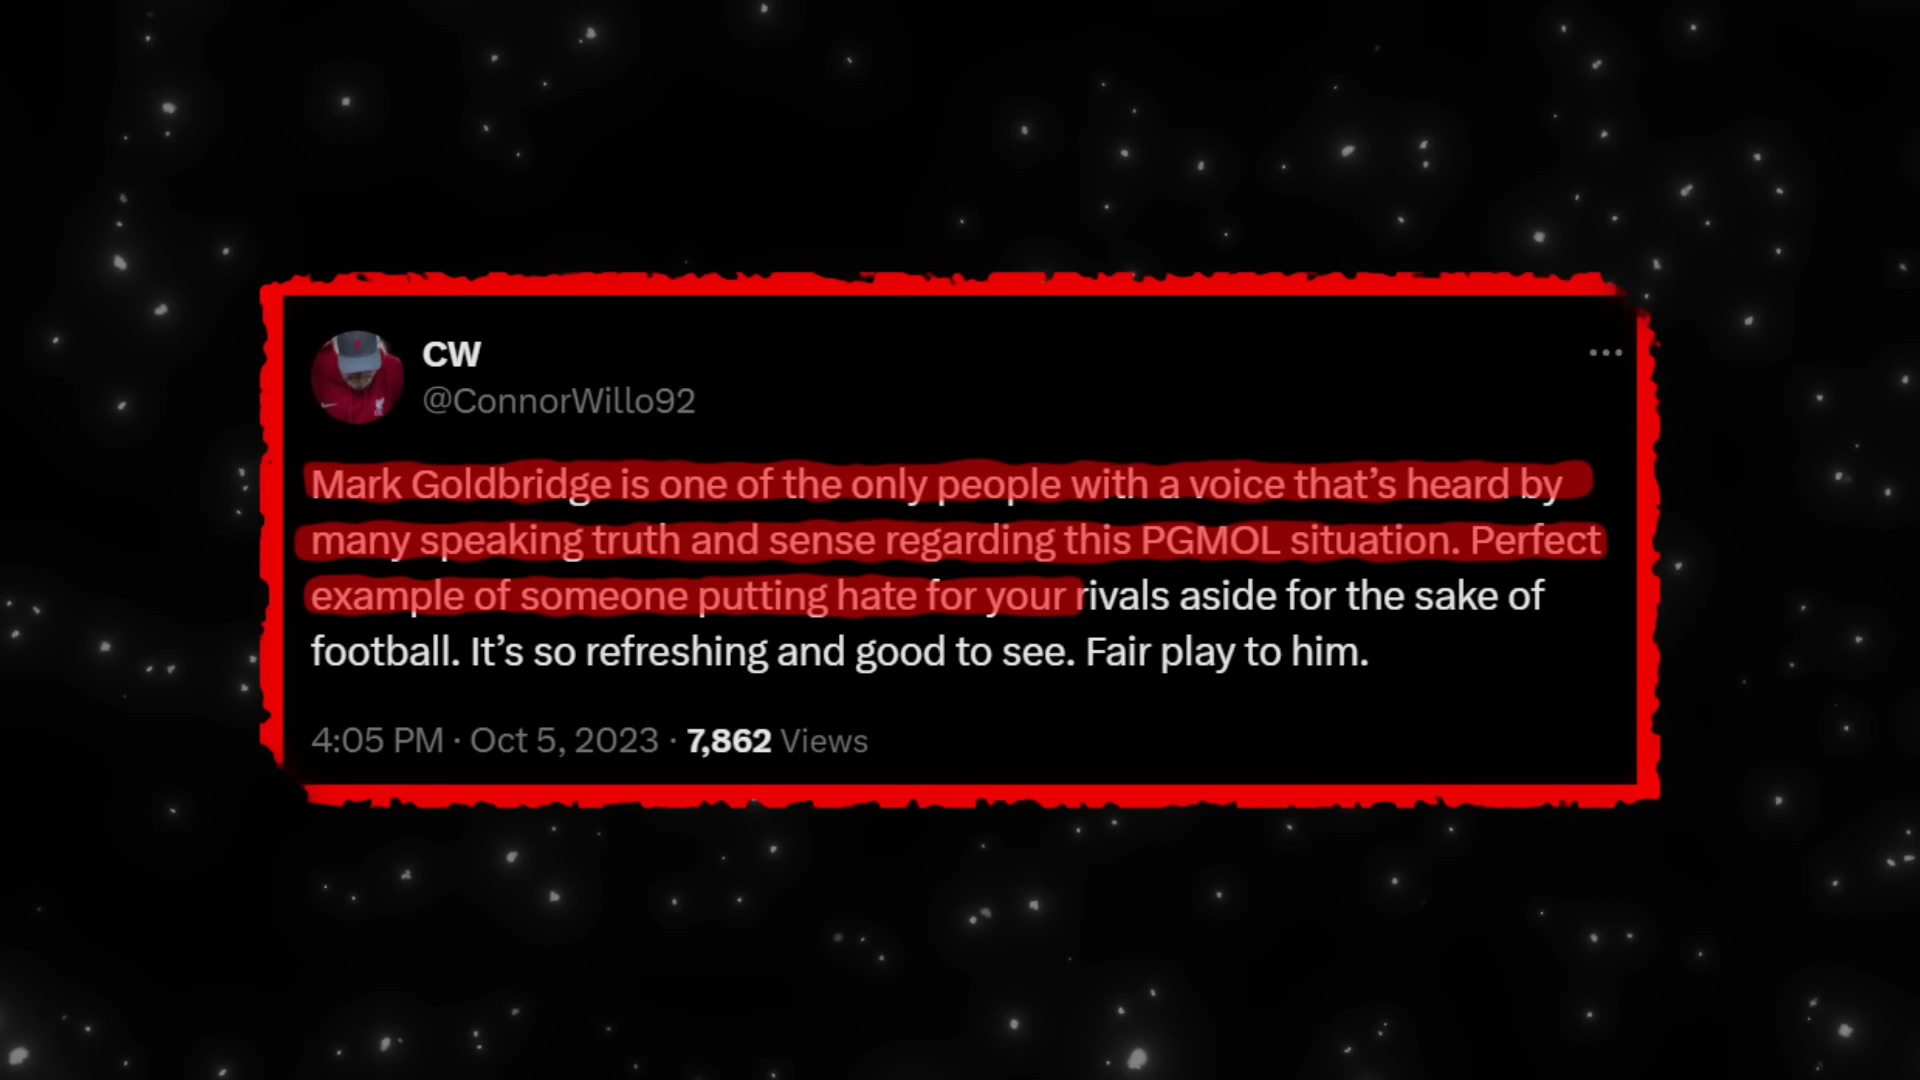 CW
@ConnorWillo92
Mark Goldbridge is one of the only people with a voice that’s heard by
many speaking truth and sense regarding this PGMOL situation. Perfect
example of someone putting hate for your rivals aside for the sake of
football. It’s so refreshing and good to see. Fair play to him.
4:05 PM · Oct 5, 2023 · 7,862 Views